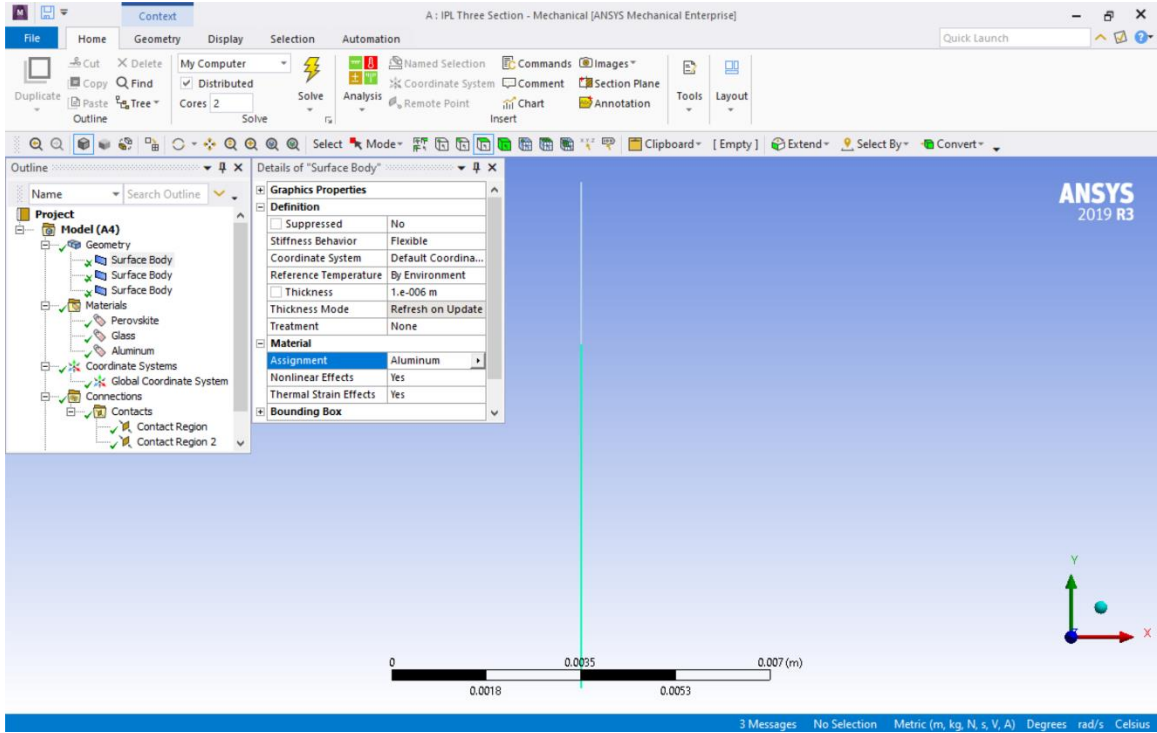 M
Context
A : IPL Three Section - Mechanical [ANSYS Mechanical Enterprise]
File Home Geometry Display Selection Automation
Quick Launch
Duplicate
Cut
Copy
Paste
Delete
Find
Tree
Outline
My Computer
Distributed
Cores 2
Solve
Solve
Analysis
Named Selection
Coordinate System
Remote Point
Commands
Comment
Chart
Images
Section Plane
Annotation
Insert
Tools
Layout
Select Mode Clipboard [ Empty ] Extend Select By Convert
Outline
Name Search Outline
Project
Model (A4)
Geometry
Surface Body
Surface Body
Surface Body
Materials
Perovskite
Glass
Aluminum
Coordinate Systems
Global Coordinate System
Connections
Contacts
Contact Region
Contact Region 2
Details of "Surface Body"
Graphics Properties
Definition
Suppressed No
Stiffness Behavior Flexible
Coordinate System Default Coordina...
Reference Temperature By Environment
Thickness 1.e-006 m
Thickness Mode Refresh on Update
Treatment None
Material
Assignment Aluminum
Nonlinear Effects Yes
Thermal Strain Effects Yes
Bounding Box
ANSYS
2019 R3
Y
X
Z
0 0.0035 0.007 (m)
0.0018 0.0053
3 Messages No Selection Metric (m, kg, N, s, V, A) Degrees rad/s Celsius